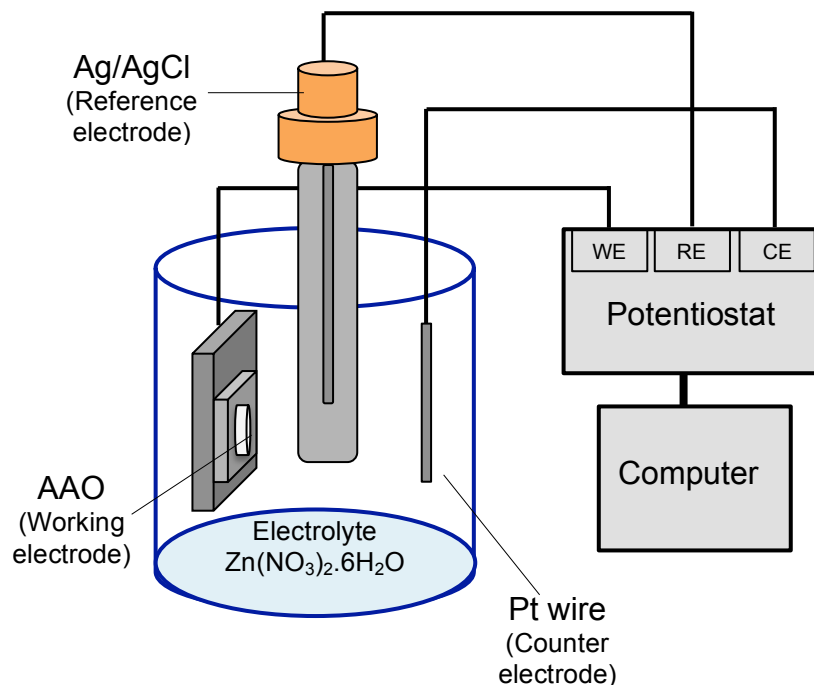 Ag/AgCl
(Reference
electrode)
WE RE CE
Potentiostat
Computer
AAO
(Working
electrode)
Electrolyte
Zn(NO₃)₂.6H₂O
Pt wire
(Counter
electrode)